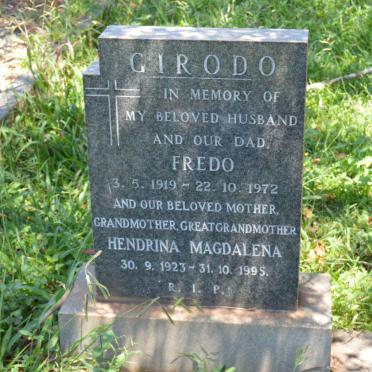 GIRODO
IN MEMORY OF
MY BELOVED HUSBAND
AND OUR DAD.
FREDO
3. 5. 1919 - 22. 10. 1972
AND OUR BELOVED MOTHER,
GRANDMOTHER, GREATGRANDMOTHER
HENDRINA MAGDALENA
30. 9. 1923 - 31. 10. 1995.
R. I. P.